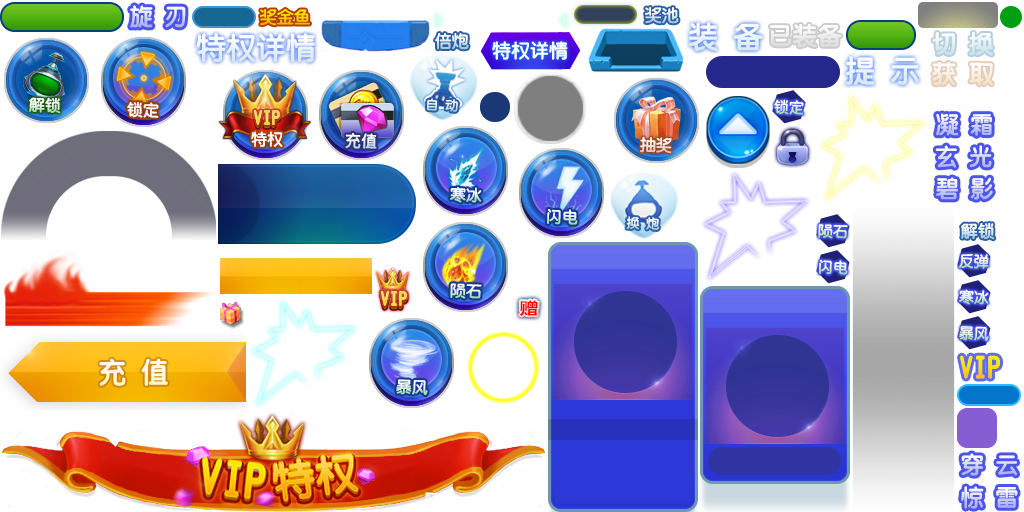 旋刃
奖金鱼
奖池
特权详情
倍炮
特权详情
装备
已装备
切换
提示
获取
解锁
锁定
VIP
特权
充值
自动
抽奖
锁定
凝霜
玄光
碧影
寒冰
闪电
换炮
陨石
闪电
解锁
反弹
寒冰
暴风
陨石
VIP
赠
充值
暴风
VIP
VIP特权
穿云
惊雷